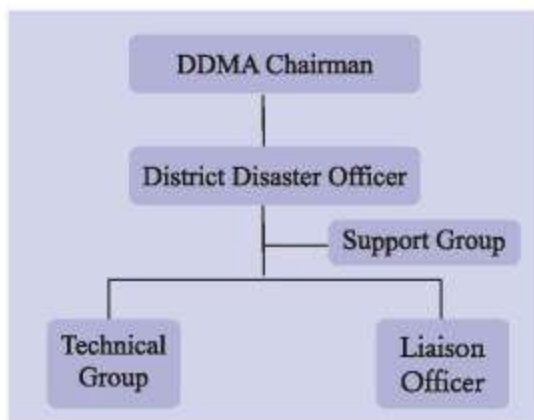 DDMA Chairman
District Disaster Officer
Support Group
Technical
Group
Liaison
Officer